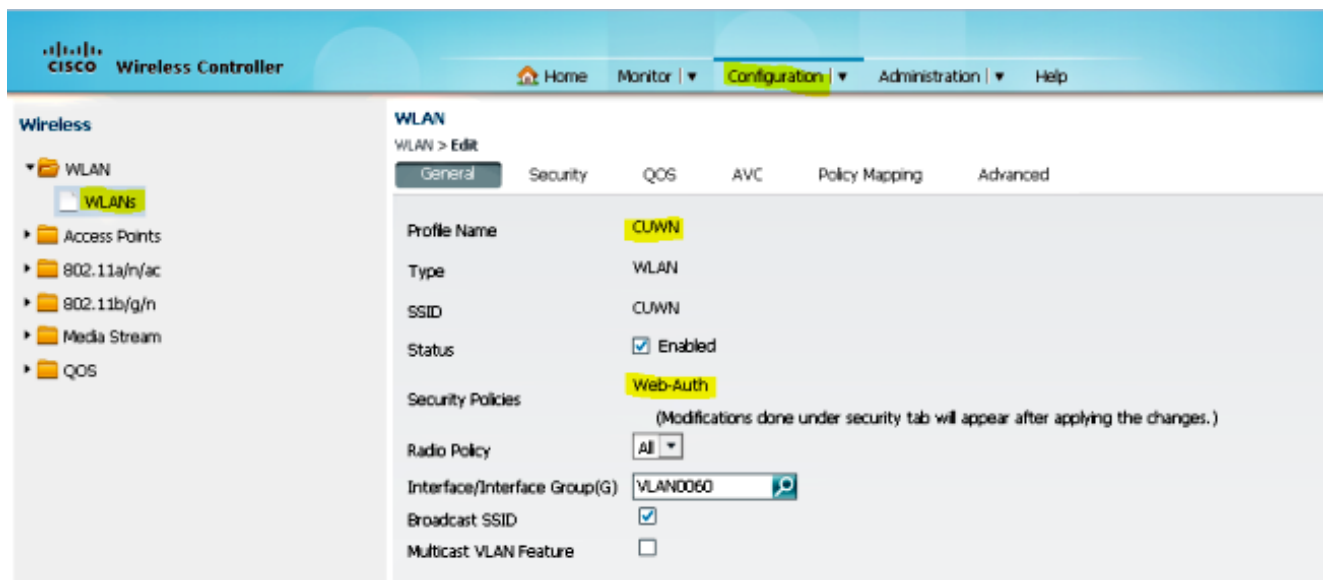 CISCO Wireless Controller
Home Monitor | ▼ Configuration | ▼ Administration | ▼ Help
Wireless
WLAN
WLANs
Access Points
802.11a/n/ac
802.11b/g/n
Media Stream
QOS
WLAN
WLAN > Edit
General Security QOS AVC Policy Mapping Advanced
Profile Name CUWN
Type WLAN
SSID CUWN
Status Enabled
Security Policies Web-Auth
(Modifications done under security tab will appear after applying the changes.)
Radio Policy All
Interface/Interface Group(G) VLAN0060
Broadcast SSID
Multicast VLAN Feature